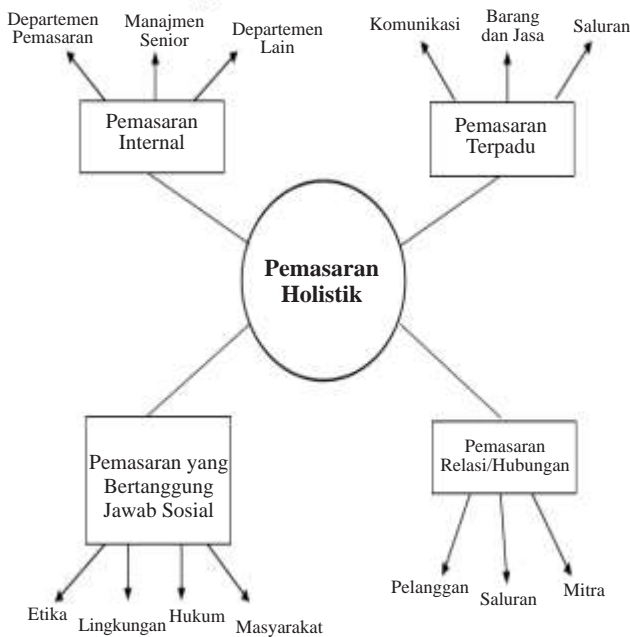 Departemen
Pemasaran
Manajmen
Senior
Departemen
Lain
Pemasaran
Internal
Komunikasi
Barang
dan Jasa
Saluran
Pemasaran
Terpadu
Pemasaran
Holistik
Pemasaran yang
Bertanggung
Jawab Sosial
Etika
Lingkungan
Hukum
Masyarakat
Pemasaran
Relasi/Hubungan
Pelanggan
Saluran
Mitra